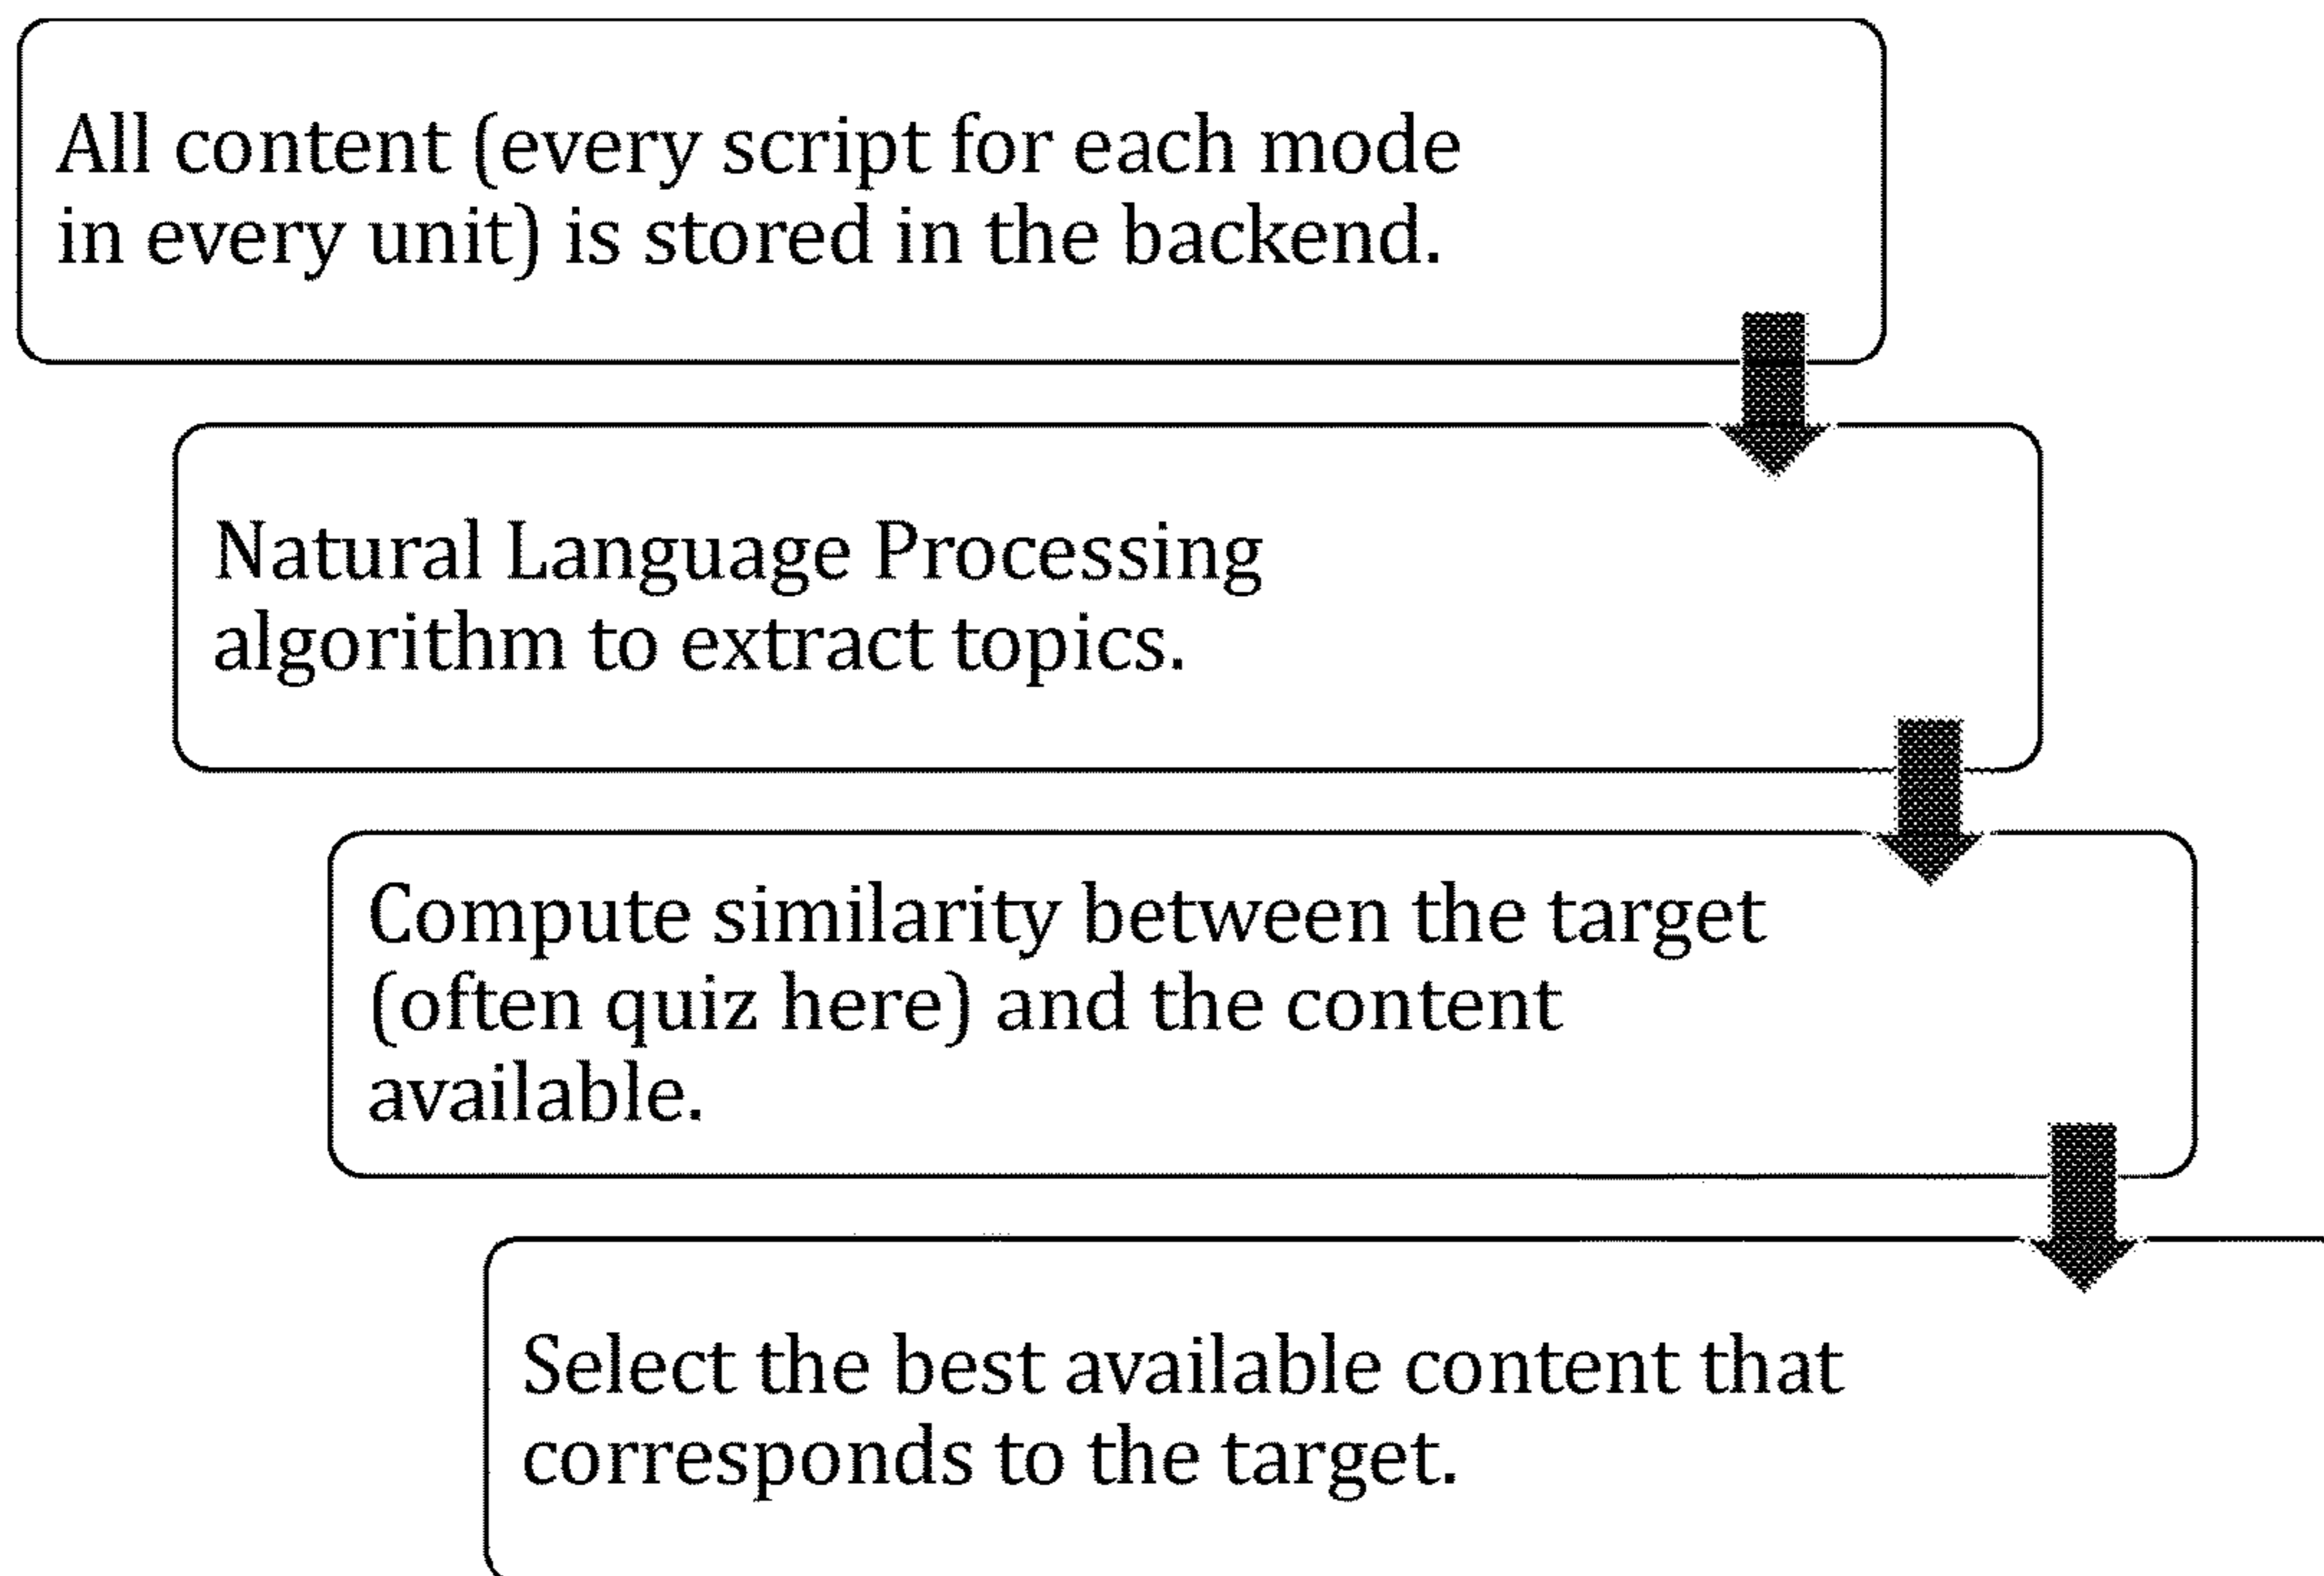 All content (every script for each mode
in every unit) is stored in the backend.
Natural Language Processing
algorithm to extract topics.
Compute similarity between the target
(often quiz here) and the content
available.
Select the best available content that
corresponds to the target.